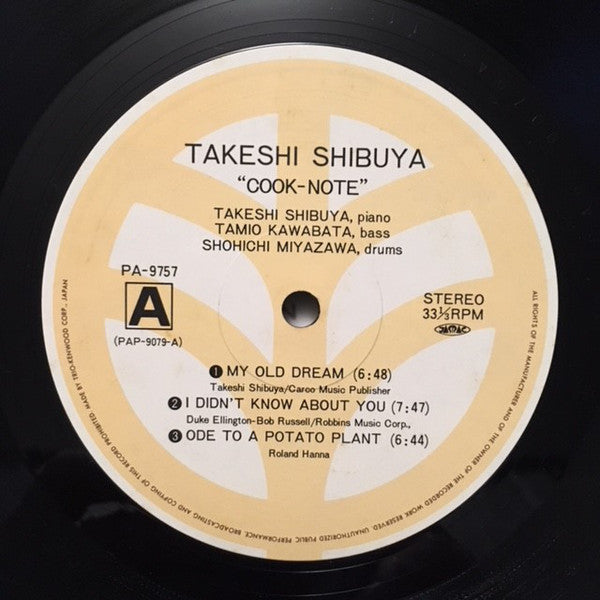 TAKESHI SHIBUYA
“COOK-NOTE”
TAKESHI SHIBUYA, piano
TAMIO KAWABATA, bass
SHOHICHI MIYAZAWA, drums
PA-9757
A
(PAP-9079-A)
STEREO
33⅓RPM
JASRAC
❶ MY OLD DREAM (6:48)
Takeshi Shibuya/Carco Music Publisher
❷ I DIDN'T KNOW ABOUT YOU (7:47)
Duke Ellington-Bob Russell/Robbins Music Corp.,
❸ ODE TO A POTATO PLANT (6:44)
Roland Hanna
ALL RIGHTS OF THE MANUFACTURER AND OF THE OWNER OF THE RECORDED WORK RESERVED. UNAUTHORIZED PUBLIC PERFORMANCE, BROADCASTING AND COPYING OF THIS RECORD PROHIBITED. MADE BY TRIO-KENWOOD CORP., JAPAN